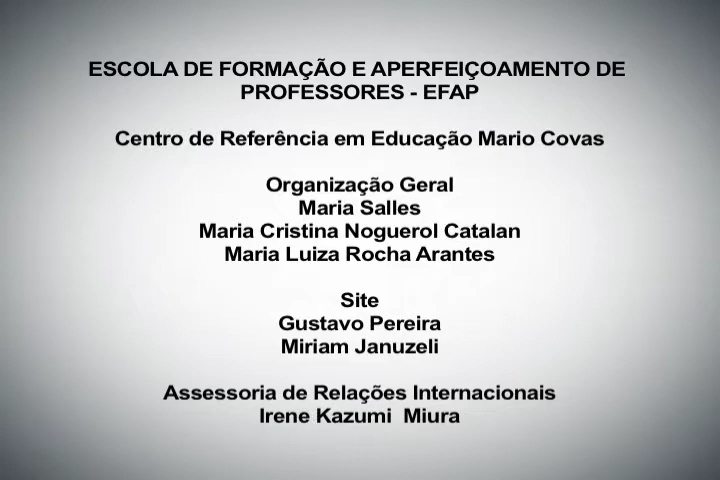 ESCOLA DE FORMAÇÃO E APERFEIÇOAMENTO DE
PROFESSORES - EFAP
Centro de Referência em Educação Mario Covas
Organização Geral
Maria Salles
Maria Cristina Noguerol Catalan
Maria Luiza Rocha Arantes
Site
Gustavo Pereira
Miriam Januzeli
Assessoria de Relações Internacionais
Irene Kazumi  Miura